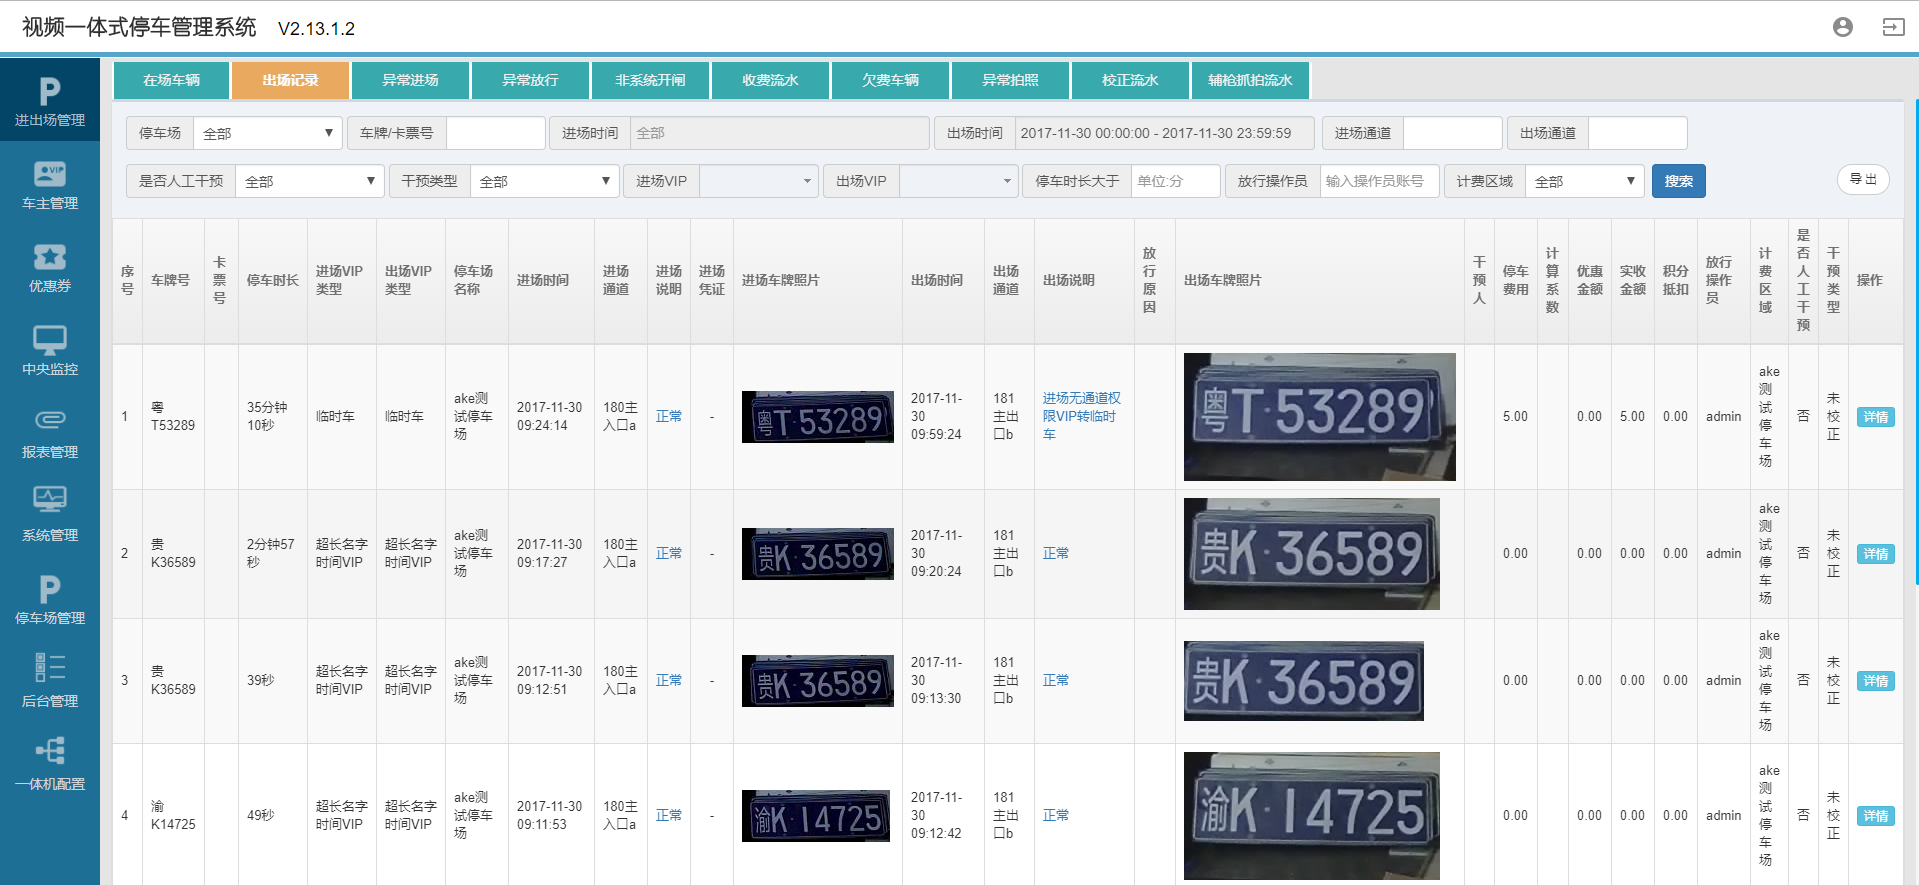 视频一体式停车管理系统 V2.13.1.2
进出场管理
车主管理
优惠券
中央监控
报表管理
系统管理
停车场管理
后台管理
一体机配置
在场车辆 出场记录 异常进场 异常放行 非系统开闸 收费流水 欠费车辆 异常拍照 校正流水 辅枪抓拍流水
停车场 全部 车牌/卡票号 进场时间 全部 出场时间 2017-11-30 00:00:00 - 2017-11-30 23:59:59 进场通道 出场通道
是否人工干预 全部 干预类型 全部 进场VIP 出场VIP 停车时长大于 单位:分 放行操作员 输入操作员账号 计费区域 全部 搜索 导出
序号 车牌号 卡票号 停车时长 进场VIP类型 出场VIP类型 停车场名称 进场时间 进场通道 进场说明 进场凭证 进场车牌照片 出场时间 出场通道 出场说明 放行原因 出场车牌照片 干预人 停车费用 计算系数 优惠金额 实收金额 积分抵扣 放行操作员 计费区域 是否人工干预 干预类型 操作
1 粤T53289 35分钟10秒 临时车 临时车 ake测试停车场 2017-11-30 09:24:14 180主入口a 正常 - 粤T·53289 2017-11-30 09:59:24 181主出口b 进场无通道权限VIP转临时车 粤T·53289 5.00 0.00 5.00 0.00 admin ake测试停车场 否 未校正 详情
2 贵K36589 2分钟57秒 超长名字时间VIP 超长名字时间VIP ake测试停车场 2017-11-30 09:17:27 180主入口a 正常 - 贵K·36589 2017-11-30 09:20:24 181主出口b 正常 贵K·36589 0.00 0.00 0.00 0.00 admin ake测试停车场 否 未校正 详情
3 贵K36589 39秒 超长名字时间VIP 超长名字时间VIP ake测试停车场 2017-11-30 09:12:51 180主入口a 正常 - 贵K·36589 2017-11-30 09:13:30 181主出口b 正常 贵K·36589 0.00 0.00 0.00 0.00 admin ake测试停车场 否 未校正 详情
4 渝K14725 49秒 超长名字时间VIP 超长名字时间VIP ake测试停车场 2017-11-30 09:11:53 180主入口a 正常 - 渝K·14725 2017-11-30 09:12:42 181主出口b 正常 渝K·14725 0.00 0.00 0.00 0.00 admin ake测试停车场 否 未校正 详情